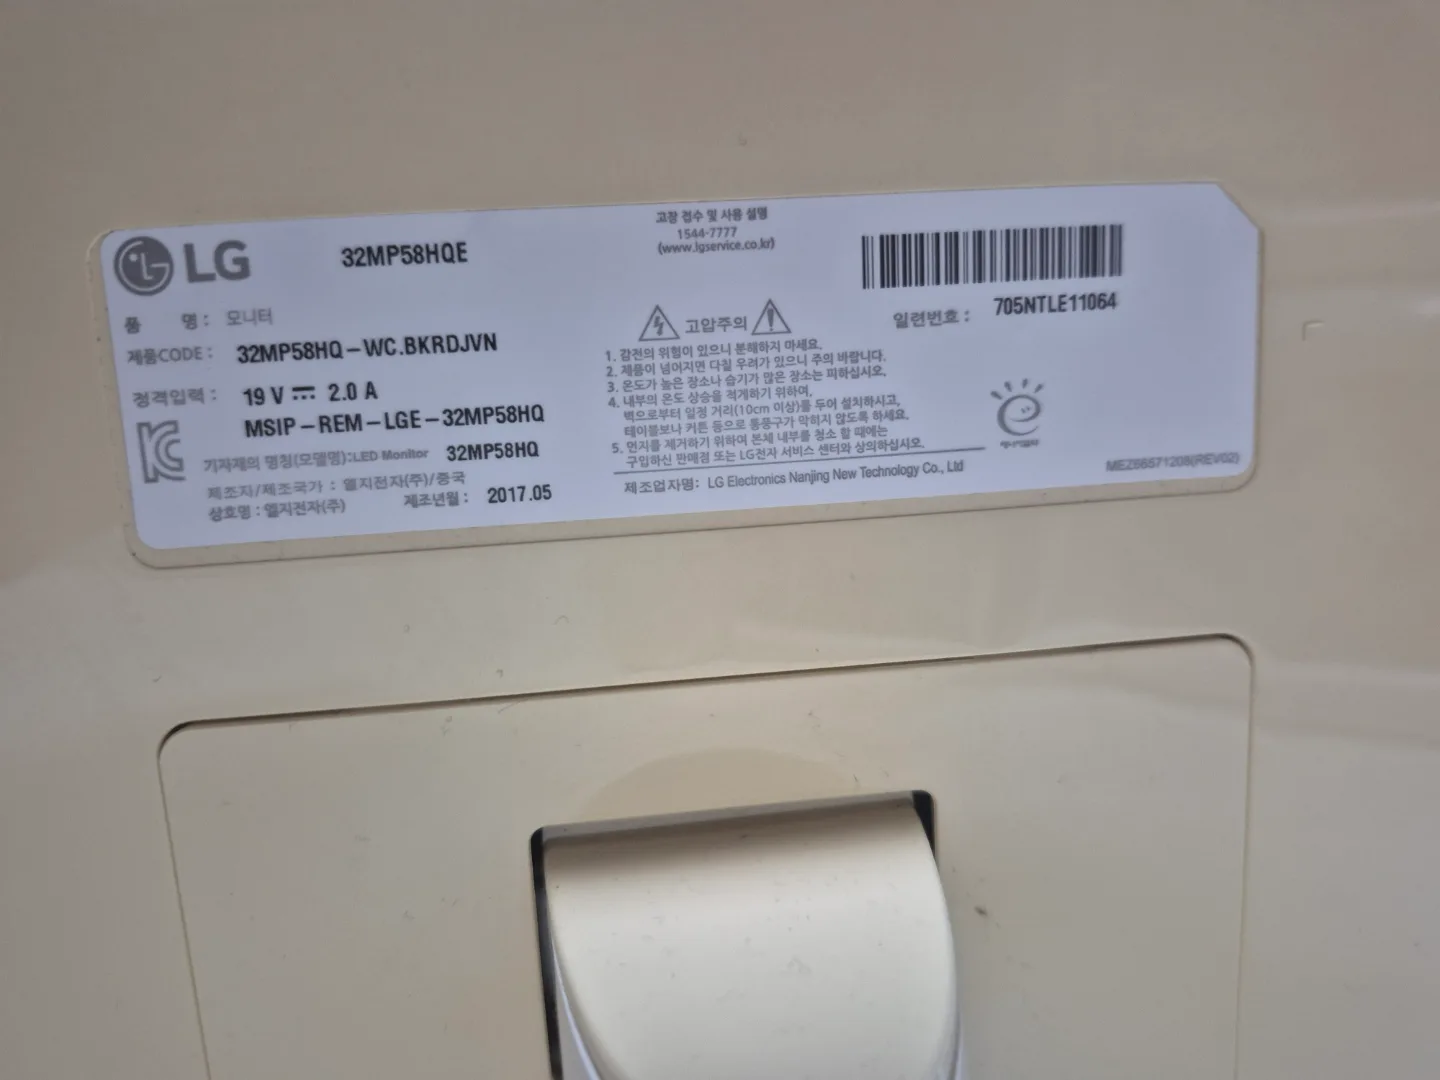 LG
32MP58HQE
품 명 : 모니터
제품CODE : 32MP58HQ-WC.BKRDJVN
정격입력 : 19 V ⎓ 2.0 A
MSIP-REM-LGE-32MP58HQ
기자재의 명칭(모델명):LED Monitor 32MP58HQ
제조자/제조국가 : 엘지전자(주)/중국
상호명 : 엘지전자(주) 제조년월 : 2017.05
고장 접수 및 사용 설명
1544-7777
(www.lgservice.co.kr)
고압주의
1. 감전의 위험이 있으니 분해하지 마세요.
2. 제품이 넘어지면 다칠 우려가 있으니 주의 바랍니다.
3. 온도가 높은 장소나 습기가 많은 장소는 피하십시오.
4. 내부의 온도 상승을 적게하기 위하여,
벽으로부터 일정 거리(10cm 이상)를 두어 설치하시고,
테이블보나 커튼 등으로 통풍구가 막히지 않도록 하세요.
5. 먼지를 제거하기 위하여 본체 내부를 청소 할 때에는
구입하신 판매점 또는 LG전자 서비스 센터와 상의하십시오.
제조업자명: LG Electronics Nanjing New Technology Co., Ltd
일련번호 : 705NTLE11064
에너지절약
(REV02)